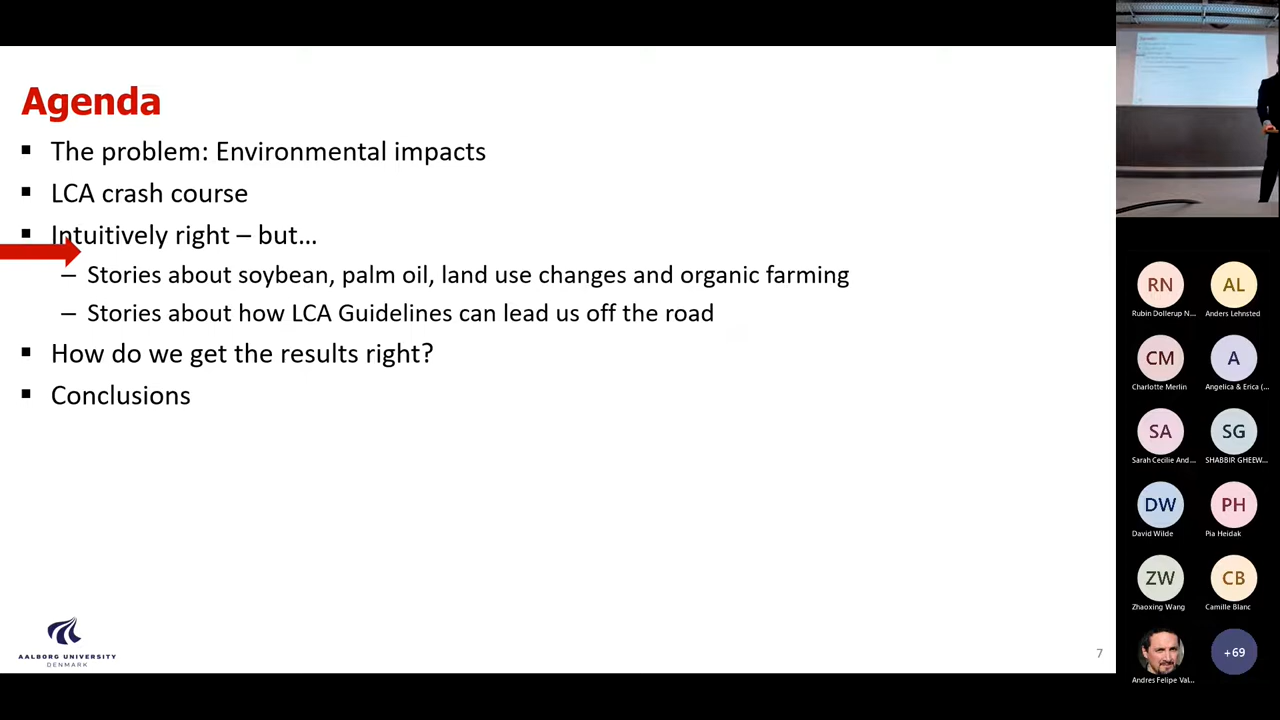 Agenda
▪ The problem: Environmental impacts
▪ LCA crash course
▪ Intuitively right – but…
– Stories about soybean, palm oil, land use changes and organic farming
– Stories about how LCA Guidelines can lead us off the road
▪ How do we get the results right?
▪ Conclusions
AALBORG UNIVERSITY
DENMARK
7
RN
AL
Rubin Dollerup N...
Anders Lehnsted
CM
A
Charlotte Merlin
Angelica & Erica (...
SA
SG
Sarah Cecilie And...
SHABBIR GHEEW...
DW
PH
David Wilde
Pia Heidak
ZW
CB
Zhaoxing Wang
Camille Blanc
+69
Andres Felipe Val...